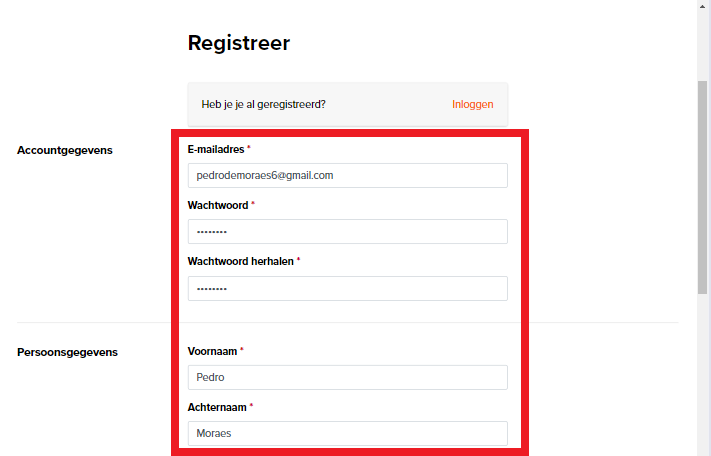 Registreer
Heb je je al geregistreerd? Inloggen
Accountgegevens
E-mailadres *
pedrodemoraes6@gmail.com
Wachtwoord *
••••••••
Wachtwoord herhalen *
••••••••
Persoonsgegevens
Voornaam *
Pedro
Achternaam *
Moraes